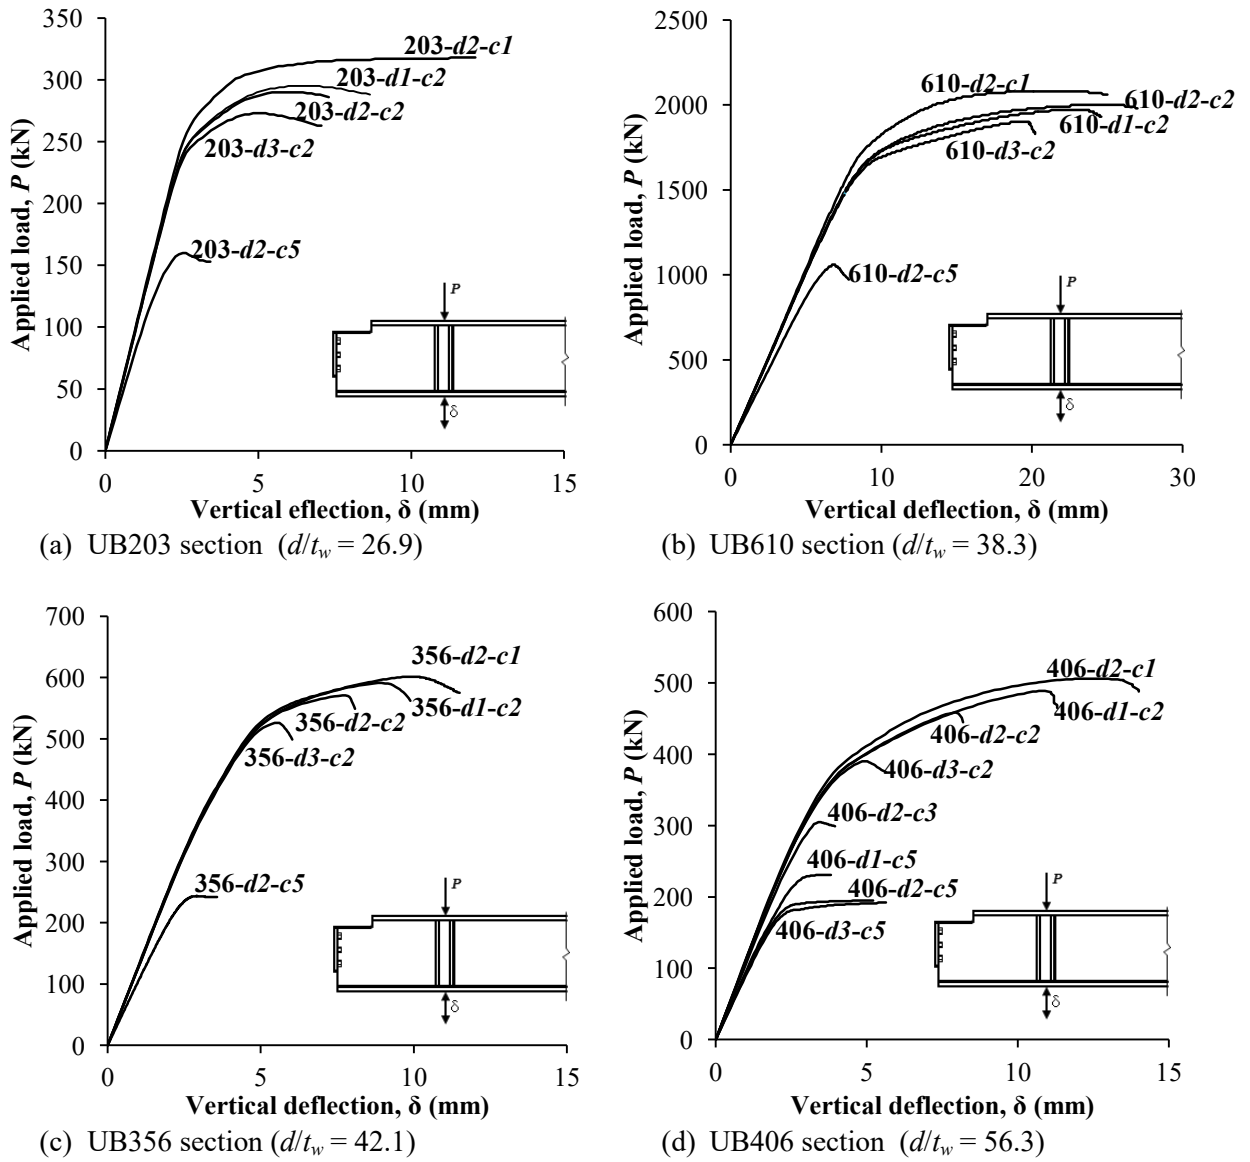 Applied load, P (kN)
350
300
250
200
150
100
50
0
203-d2-c1
203-d1-c2
203-d2-c2
203-d3-c2
203-d2-c5
P
δ
0 5 10 15
Vertical eflection, δ (mm)
(a) UB203 section (d/tw = 26.9)
Applied load, P (kN)
2500
2000
1500
1000
500
0
610-d2-c1
610-d2-c2
610-d1-c2
610-d3-c2
610-d2-c5
P
δ
0 10 20 30
Vertical deflection, δ (mm)
(b) UB610 section (d/tw = 38.3)
Applied load, P (kN)
700
600
500
400
300
200
100
0
356-d2-c1
356-d1-c2
356-d2-c2
356-d3-c2
356-d2-c5
P
δ
0 5 10 15
Vertical deflection, δ (mm)
(c) UB356 section (d/tw = 42.1)
Applied load, P (kN)
600
500
400
300
200
100
0
406-d2-c1
406-d1-c2
406-d2-c2
406-d3-c2
406-d2-c3
406-d1-c5
406-d2-c5
406-d3-c5
P
δ
0 5 10 15
Vertical deflection, δ (mm)
(d) UB406 section (d/tw = 56.3)